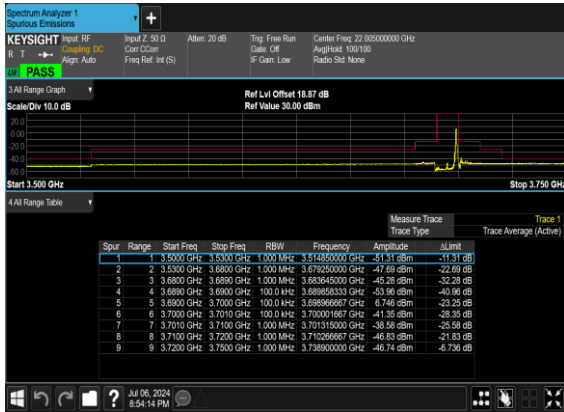 Spectrum Analyzer 1
Spurious Emissions
KEYSIGHT Input: RF Input Z: 50 Ω Atten: 20 dB Trig: Free Run Center Freq: 22.005000000 GHz
R T Coupling: DC Corr CCorr Gate: Off Avg|Hold: 100/100
Align: Auto Freq Ref: Int (S) IF Gain: Low Radio Std: None
PASS
3 All Range Graph
Ref Lvl Offset 18.87 dB
Scale/Div 10.0 dB Ref Value 30.00 dBm
20.0
0.00
-20.0
-40.0
-60.0
Start 3.500 GHz Stop 3.750 GHz
4 All Range Table
Measure Trace Trace 1
Trace Type Trace Average (Active)
Spur Range Start Freq Stop Freq RBW Frequency Amplitude ΔLimit
1 1 3.5000 GHz 3.5300 GHz 1.000 MHz 3.514850000 GHz -51.31 dBm -11.31 dB
2 2 3.5300 GHz 3.6800 GHz 1.000 MHz 3.679250000 GHz -47.69 dBm -22.69 dB
3 3 3.6800 GHz 3.6890 GHz 1.000 MHz 3.683645000 GHz -45.28 dBm -32.28 dB
4 4 3.6890 GHz 3.6900 GHz 100.0 kHz 3.689858333 GHz -53.96 dBm -40.96 dB
5 5 3.6900 GHz 3.7000 GHz 100.0 kHz 3.698966667 GHz 6.746 dBm -23.25 dB
6 6 3.7000 GHz 3.7010 GHz 100.0 kHz 3.700001667 GHz -41.35 dBm -28.35 dB
7 7 3.7010 GHz 3.7100 GHz 1.000 MHz 3.701315000 GHz -38.58 dBm -25.58 dB
8 8 3.7100 GHz 3.7200 GHz 1.000 MHz 3.710266667 GHz -46.83 dBm -21.83 dB
9 9 3.7200 GHz 3.7500 GHz 1.000 MHz 3.738900000 GHz -46.74 dBm -6.736 dB
Jul 06, 2024
8:54:14 PM